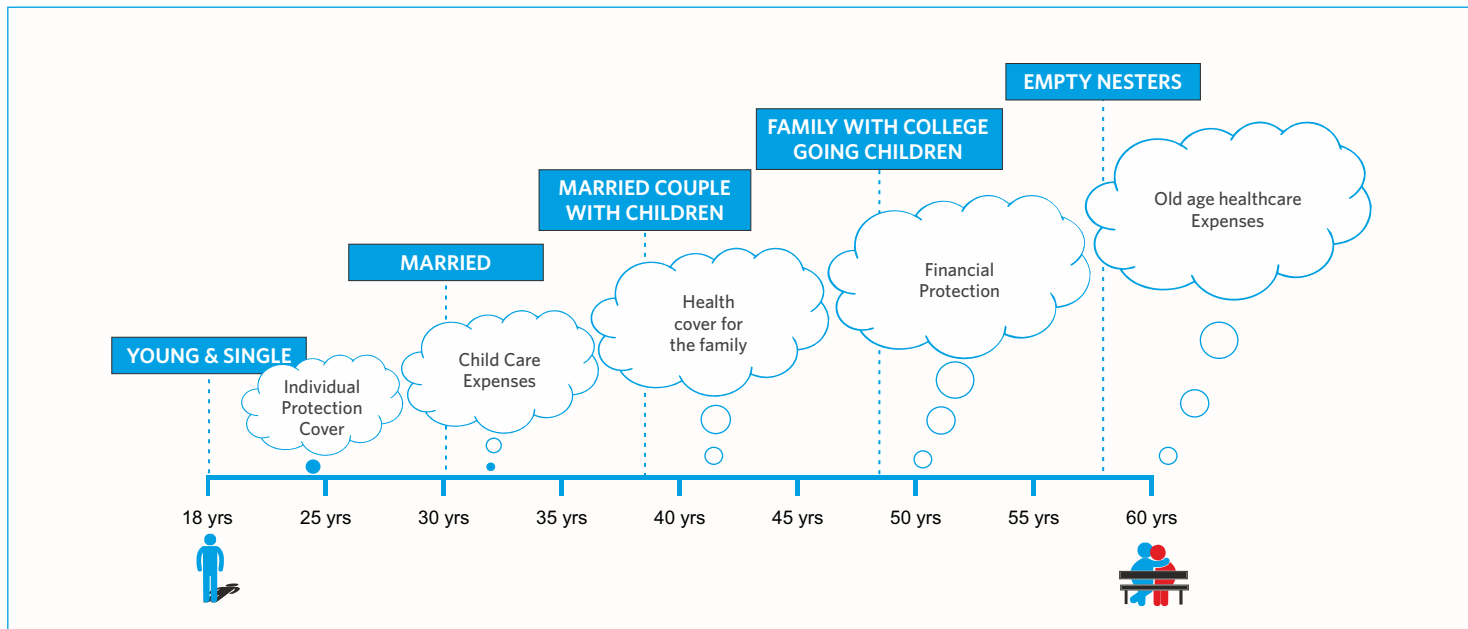 EMPTY NESTERS
FAMILY WITH COLLEGE
GOING CHILDREN
MARRIED COUPLE
WITH CHILDREN
MARRIED
YOUNG & SINGLE
Individual
Protection
Cover
Child Care
Expenses
Health
cover for
the family
Financial
Protection
Old age healthcare
Expenses
18 yrs
25 yrs
30 yrs
35 yrs
40 yrs
45 yrs
50 yrs
55 yrs
60 yrs